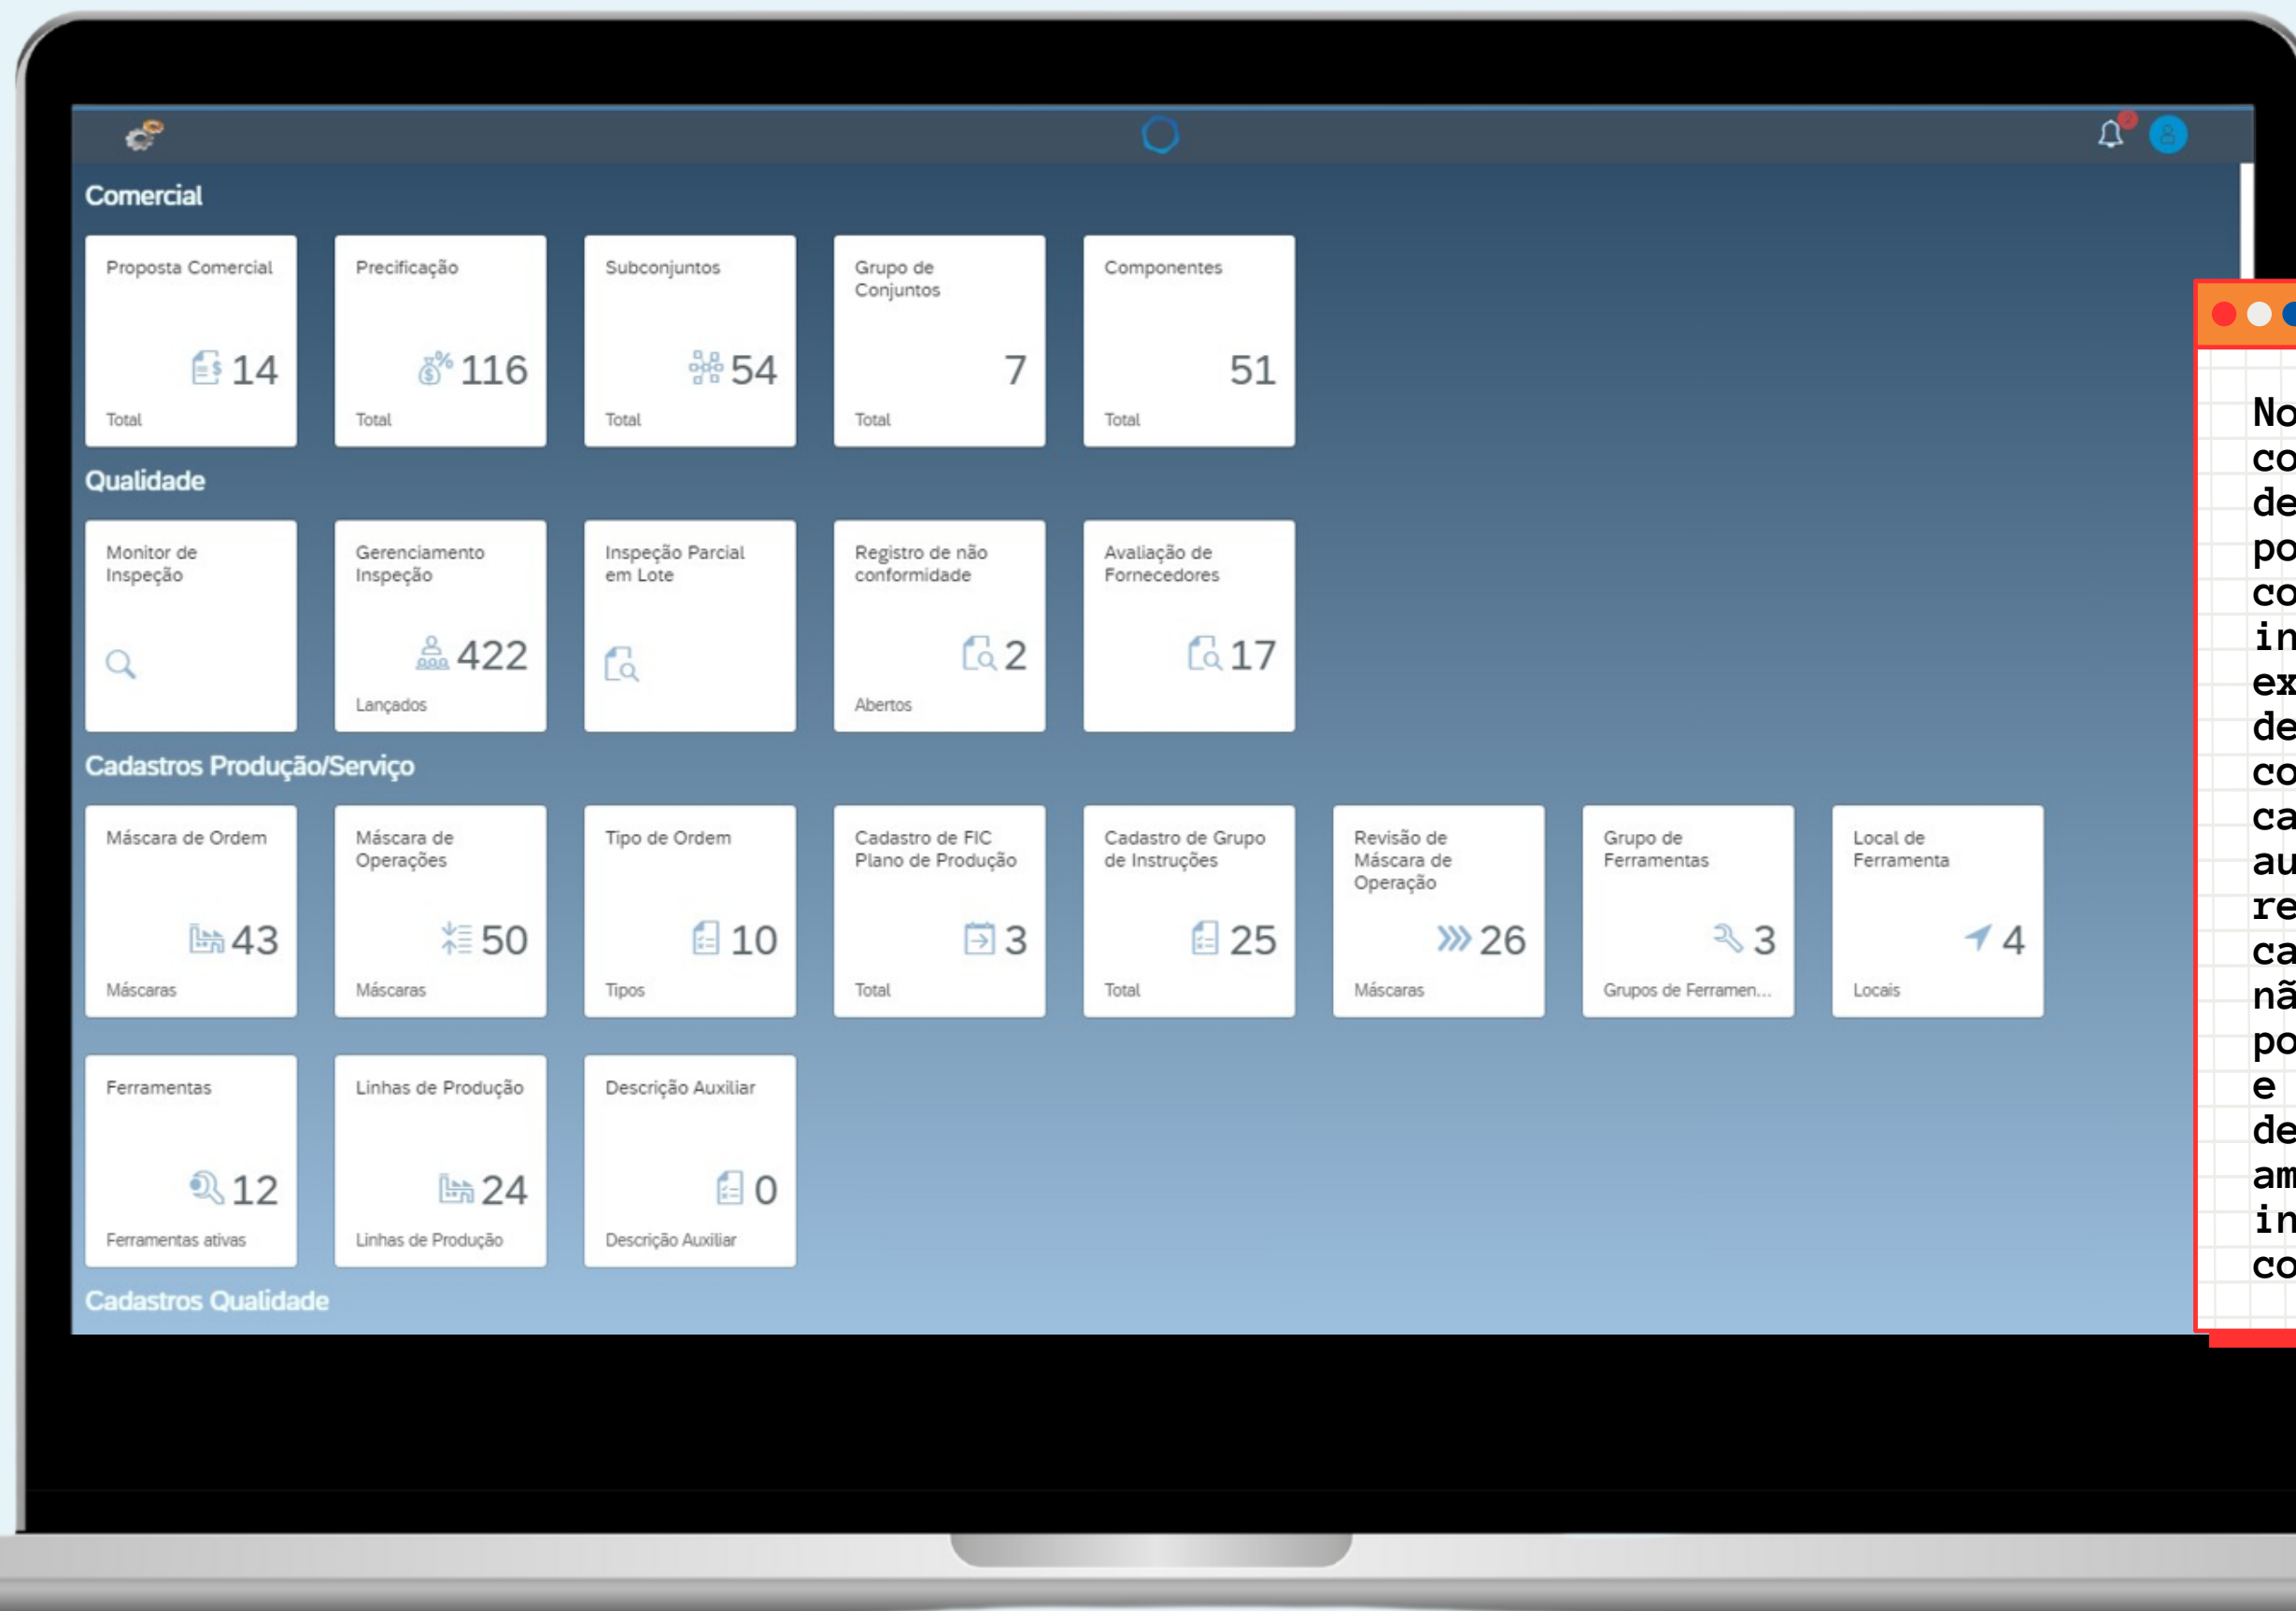 Comercial
Proposta Comercial
14
Total
Precificação
116
Total
Subconjuntos
54
Total
Grupo de
Conjuntos
7
Total
Componentes
51
Total
Qualidade
Monitor de
Inspeção
Gerenciamento
Inspeção
422
Lançados
Inspeção Parcial
em Lote
Registro de não
conformidade
2
Abertos
Avaliação de
Fornecedores
17
Cadastros Produção/Serviço
Máscara de Ordem
43
Máscaras
Máscara de
Operações
50
Máscaras
Tipo de Ordem
10
Tipos
Cadastro de FIC
Plano de Produção
3
Total
Cadastro de Grupo
de Instruções
25
Total
Revisão de
Máscara de
Operação
26
Máscaras
Grupo de
Ferramentas
3
Grupos de Ferramen...
Local de
Ferramenta
4
Locais
Ferramentas
12
Ferramentas ativas
Linhas de Produção
24
Linhas de Produção
Descrição Auxiliar
0
Descrição Auxiliar
Cadastros Qualidade